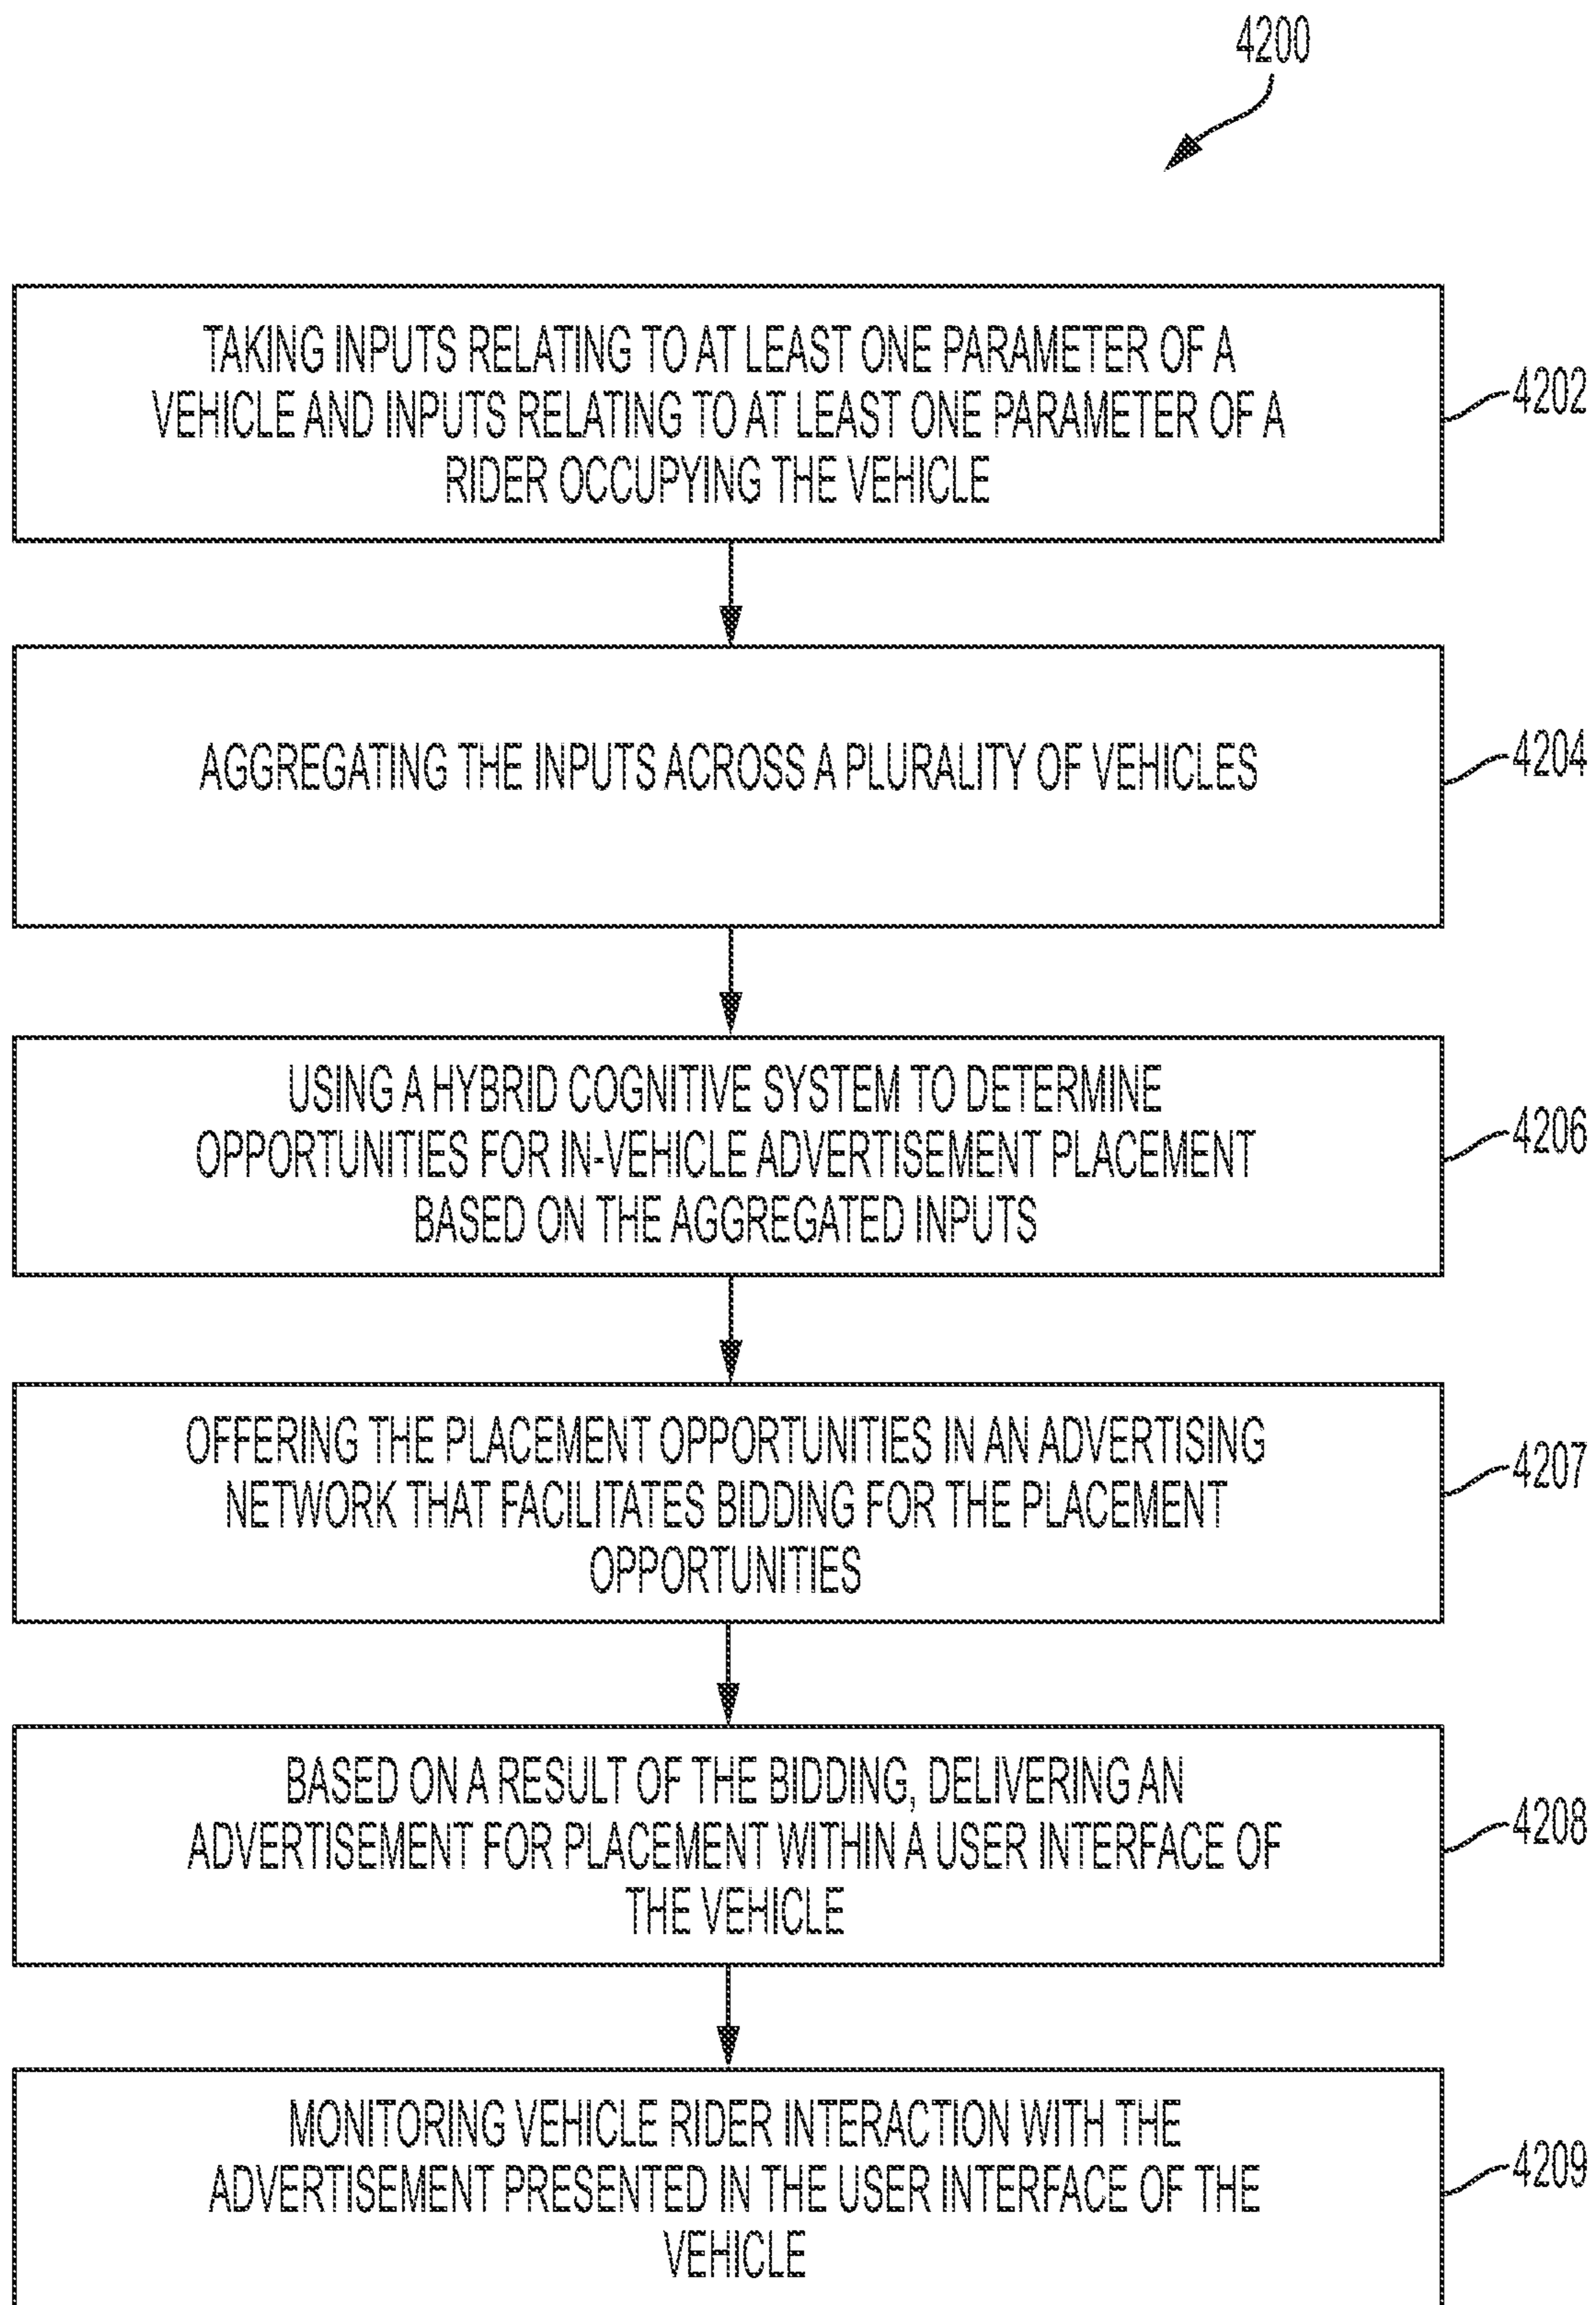 4200
TAKING INPUTS RELATING TO AT LEAST ONE PARAMETER OF A
VEHICLE AND INPUTS RELATING TO AT LEAST ONE PARAMETER OF A
RIDER OCCUPYING THE VEHICLE
4202
AGGREGATING THE INPUTS ACROSS A PLURALITY OF VEHICLES
4204
USING A HYBRID COGNITIVE SYSTEM TO DETERMINE
OPPORTUNITIES FOR IN-VEHICLE ADVERTISEMENT PLACEMENT
BASED ON THE AGGREGATED INPUTS
4206
OFFERING THE PLACEMENT OPPORTUNITIES IN AN ADVERTISING
NETWORK THAT FACILITATES BIDDING FOR THE PLACEMENT
OPPORTUNITIES
4207
BASED ON A RESULT OF THE BIDDING, DELIVERING AN
ADVERTISEMENT FOR PLACEMENT WITHIN A USER INTERFACE OF
THE VEHICLE
4208
MONITORING VEHICLE RIDER INTERACTION WITH THE
ADVERTISEMENT PRESENTED IN THE USER INTERFACE OF THE
VEHICLE
4209